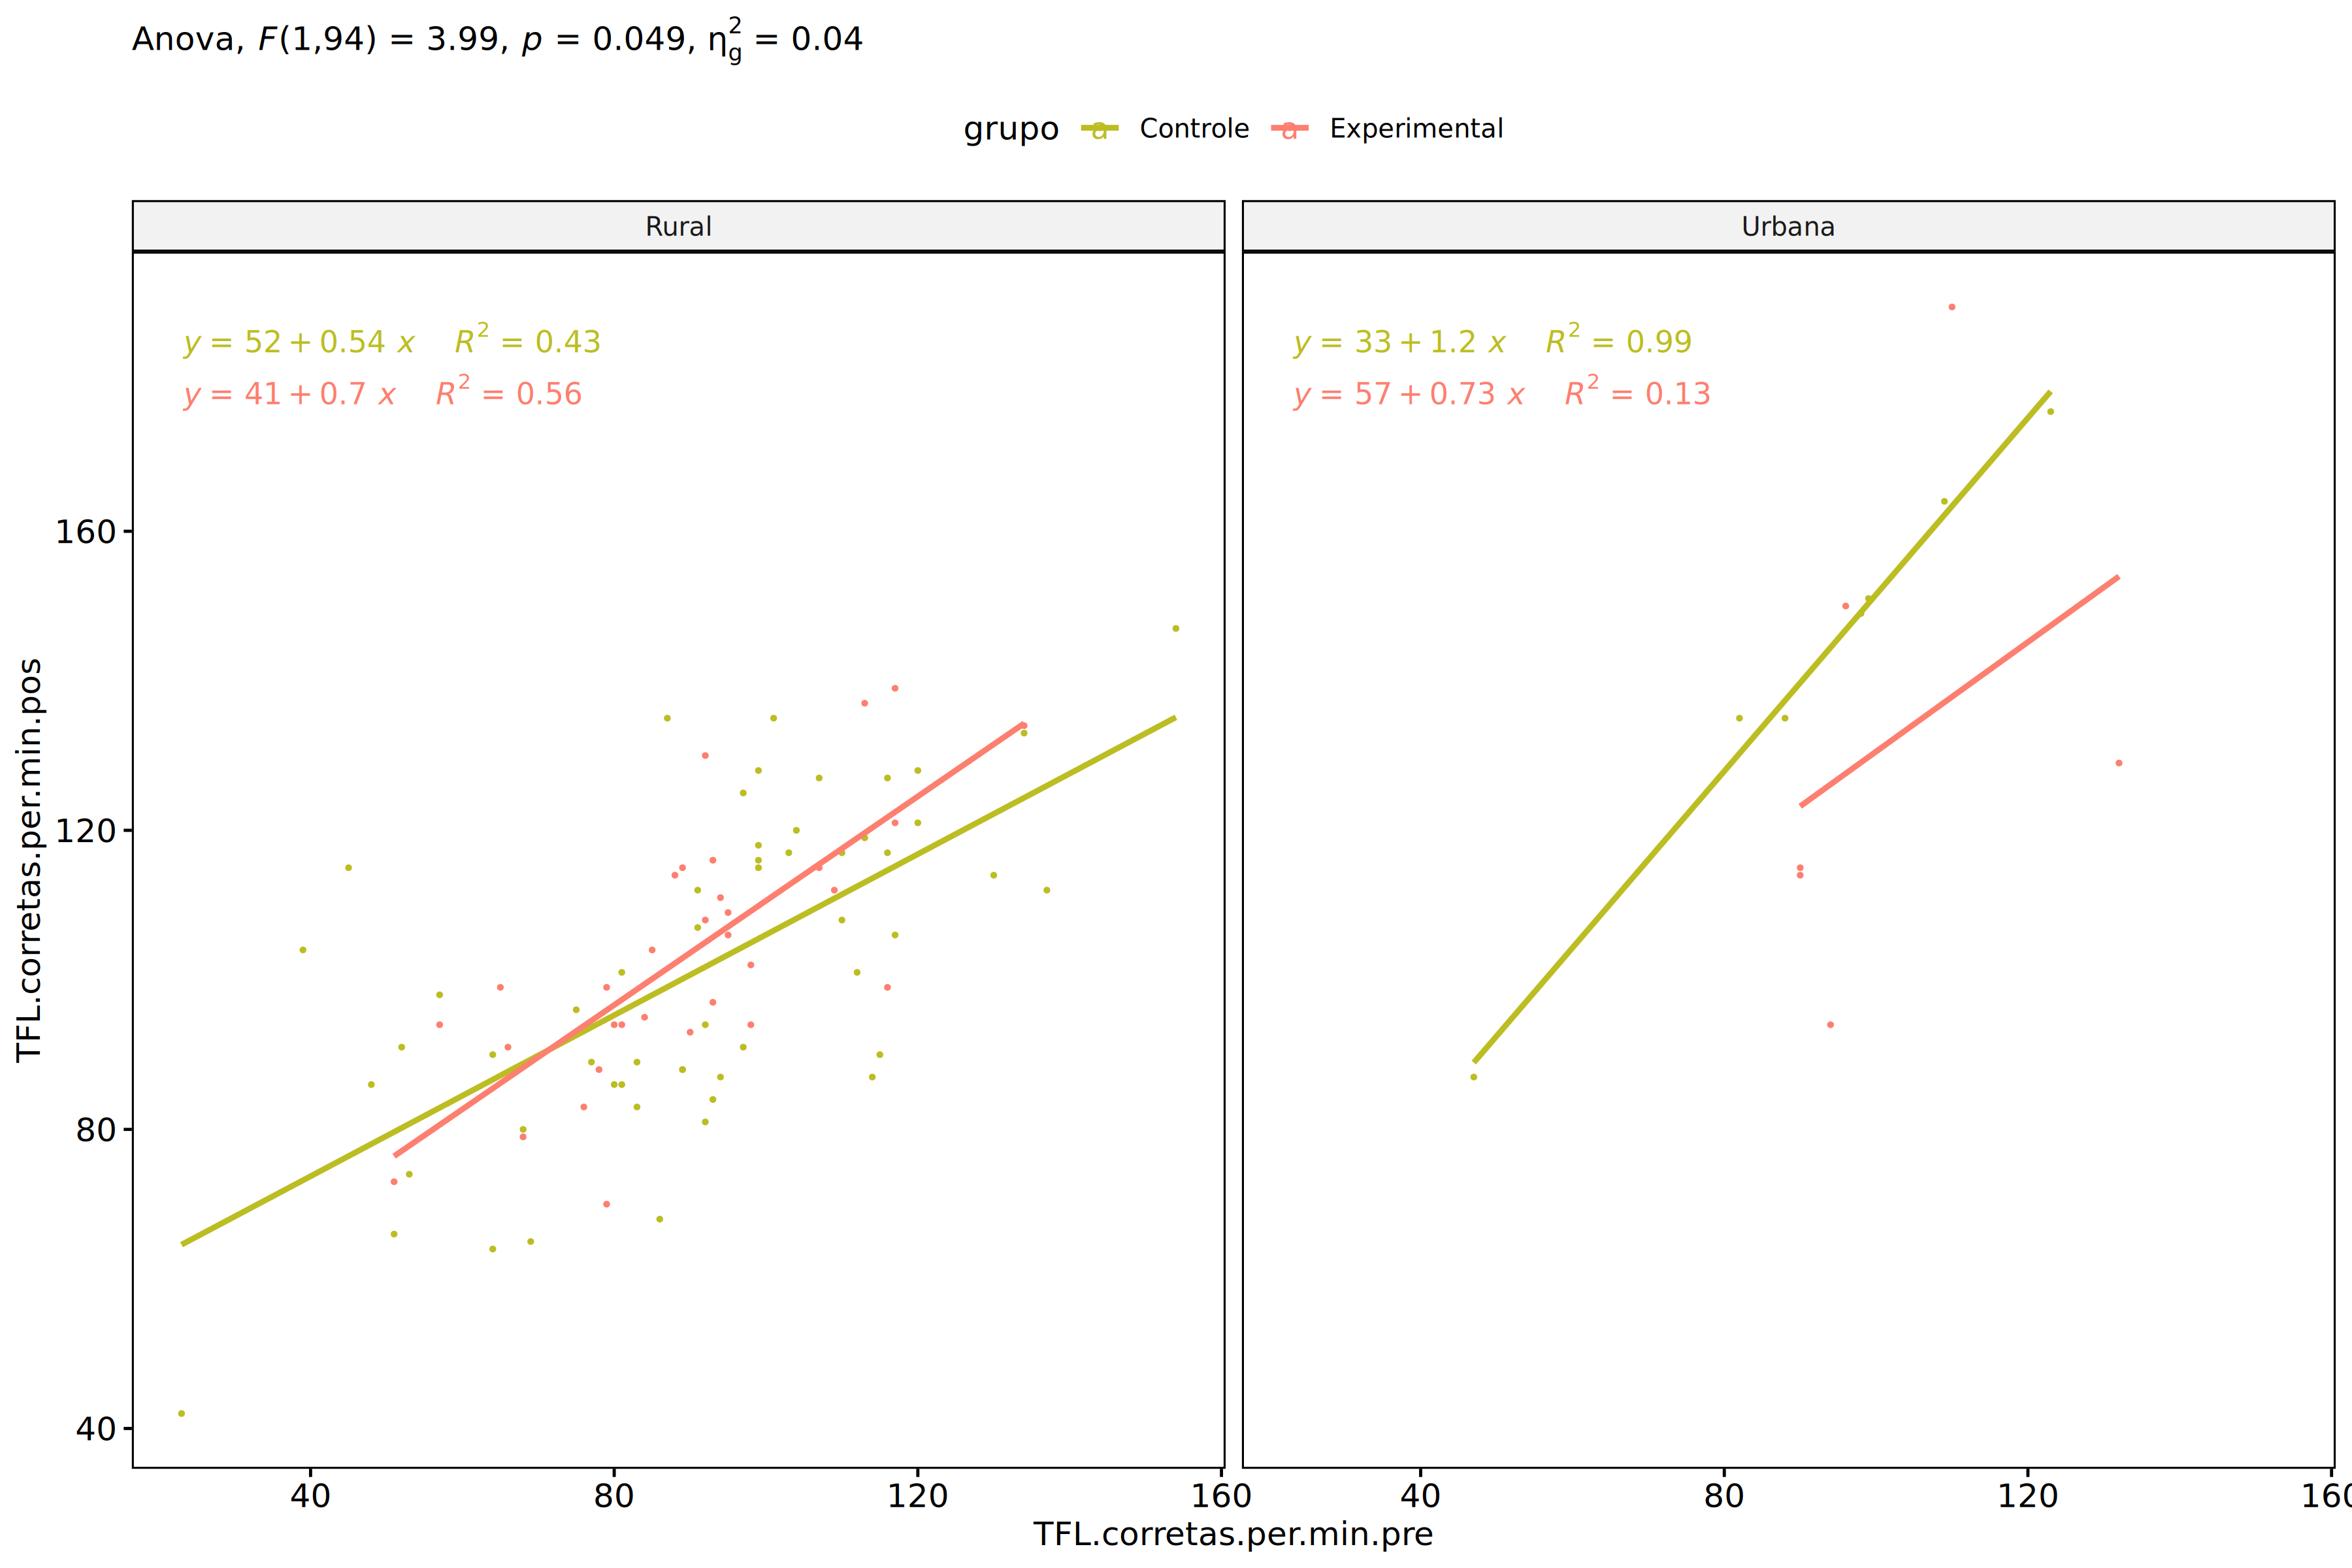 Anova, F(1,94) = 3.99, p = 0.049, η²g = 0.04
grupo a Controle a Experimental
Rural Urbana
y = 52 + 0.54 x R² = 0.43
y = 41 + 0.7 x R² = 0.56
y = 33 + 1.2 x R² = 0.99
y = 57 + 0.73 x R² = 0.13
TFL.corretas.per.min.pos
160
120
80
40
40 80 120 160 40 80 120 160
TFL.corretas.per.min.pre